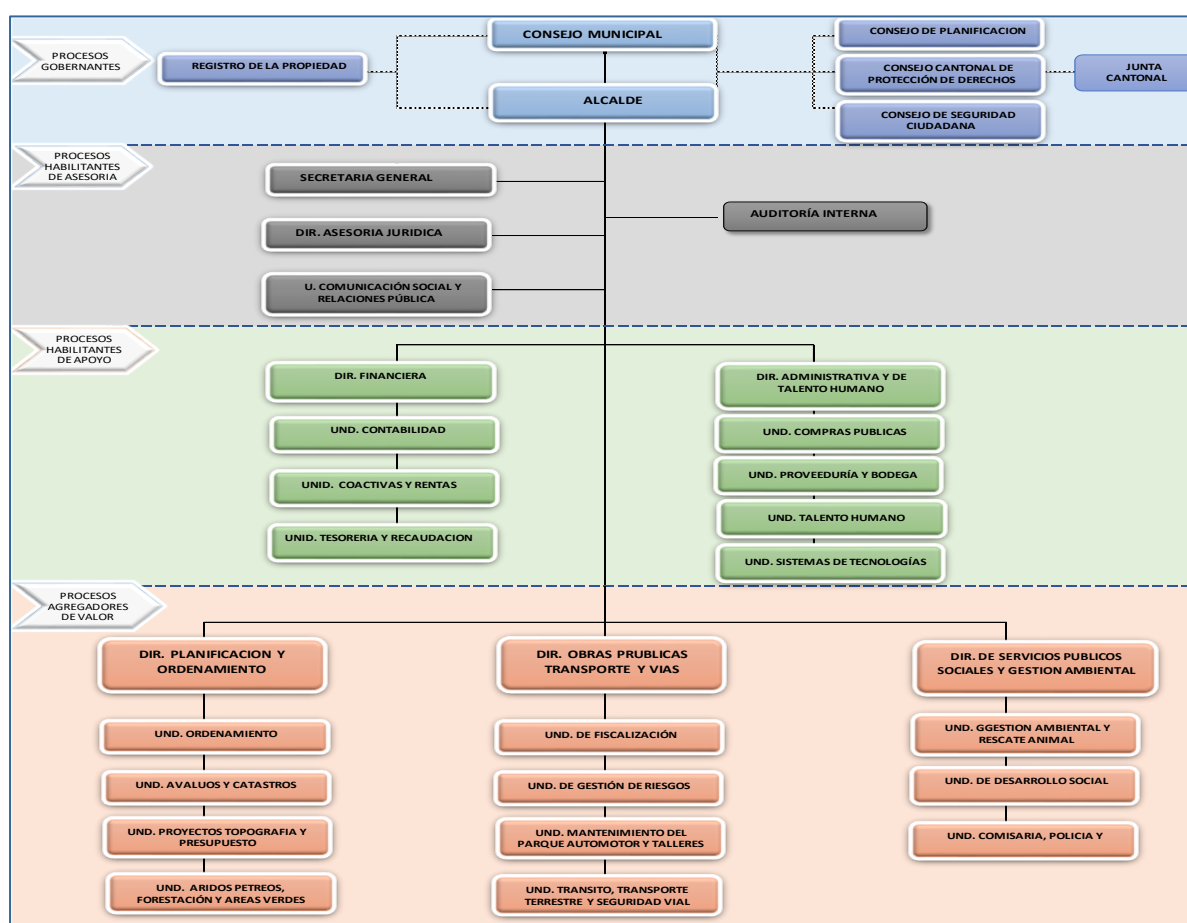 PROCESOS
GOBERNANTES
CONSEJO MUNICIPAL
REGISTRO DE LA PROPIEDAD
ALCALDE
CONSEJO DE PLANIFICACION
CONSEJO CANTONAL DE
PROTECCIÓN DE DERECHOS
JUNTA
CANTONAL
CONSEJO DE SEGURIDAD
CIUDADANA
PROCESOS
HABILITANTES
DE ASESORIA
SECRETARIA GENERAL
AUDITORÍA INTERNA
DIR. ASESORIA JURIDICA
U. COMUNICACIÓN SOCIAL Y
RELACIONES PÚBLICA
PROCESOS
HABILITANTES
DE APOYO
DIR. FINANCIERA
UND. CONTABILIDAD
UNID. COACTIVAS Y RENTAS
UNID. TESORERIA Y RECAUDACION
DIR. ADMINISTRATIVA Y DE
TALENTO HUMANO
UND. COMPRAS PUBLICAS
UND. PROVEEDURÍA Y BODEGA
UND. TALENTO HUMANO
UND. SISTEMAS DE TECNOLOGÍAS
PROCESOS
AGREGADORES
DE VALOR
DIR. PLANIFICACION Y
ORDENAMIENTO
UND. ORDENAMIENTO
UND. AVALUOS Y CATASTROS
UND. PROYECTOS TOPOGRAFIA Y
PRESUPUESTO
UND. ARIDOS PETREOS,
FORESTACIÓN Y AREAS VERDES
DIR. OBRAS PRUBLICAS
TRANSPORTE Y VIAS
UND. DE FISCALIZACIÓN
UND. DE GESTIÓN DE RIESGOS
UND. MANTENIMIENTO DEL
PARQUE AUTOMOTOR Y TALLERES
UND. TRANSITO, TRANSPORTE
TERRESTRE Y SEGURIDAD VIAL
DIR. DE SERVICIOS PUBLICOS
SOCIALES Y GESTION AMBIENTAL
UND. GGESTION AMBIENTAL Y
RESCATE ANIMAL
UND. DE DESARROLLO SOCIAL
UND. COMISARIA, POLICIA Y